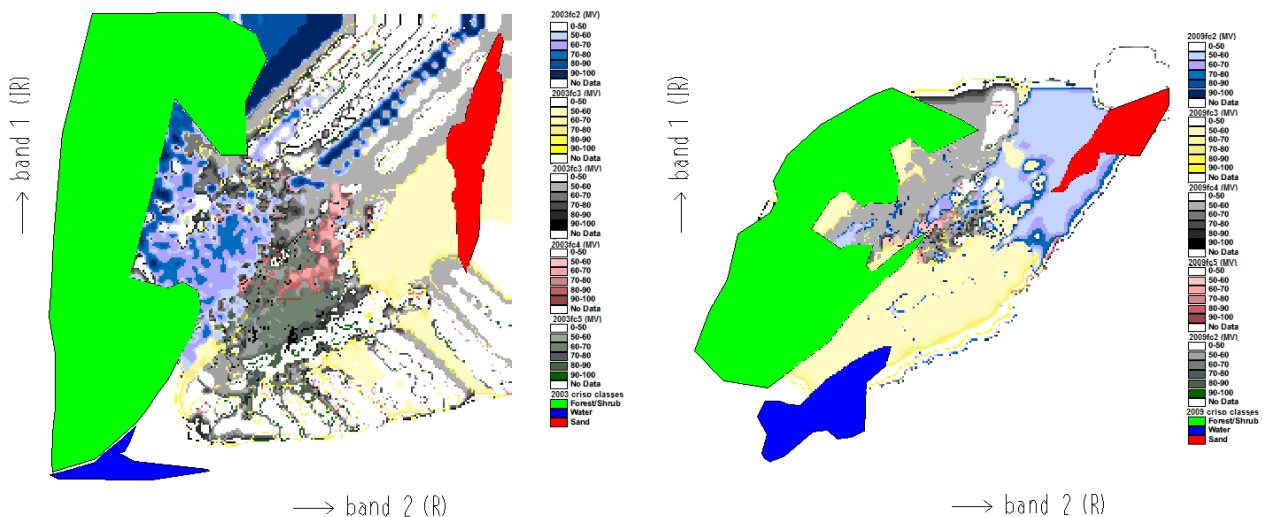 band 1 (IR)
band 2 (R)
2003fc2 (MV)
0-50
50-60
60-70
70-80
80-90
90-100
No Data
2003fc3 (MV)
0-50
50-60
60-70
70-80
80-90
90-100
No Data
2003fc3 (MV)
0-50
50-60
60-70
70-80
80-90
90-100
No Data
2003fc4 (MV)
0-50
50-60
60-70
70-80
80-90
90-100
No Data
2003fc5 (MV)
0-50
50-60
60-70
70-80
80-90
90-100
No Data
2003 crisp classes
Forest/Shrub
Water
Sand
band 1 (IR)
band 2 (R)
2009fc2 (MV)
0-50
50-60
60-70
70-80
80-90
90-100
No Data
2009fc3 (MV)
0-50
50-60
60-70
70-80
80-90
90-100
No Data
2009fc4 (MV)
0-50
50-60
60-70
70-80
80-90
90-100
No Data
2009fc5 (MV)
0-50
50-60
60-70
70-80
80-90
90-100
No Data
2009fc2 (MV)
0-50
50-60
60-70
70-80
80-90
90-100
No Data
2009 crisp classes
Forest/Shrub
Water
Sand